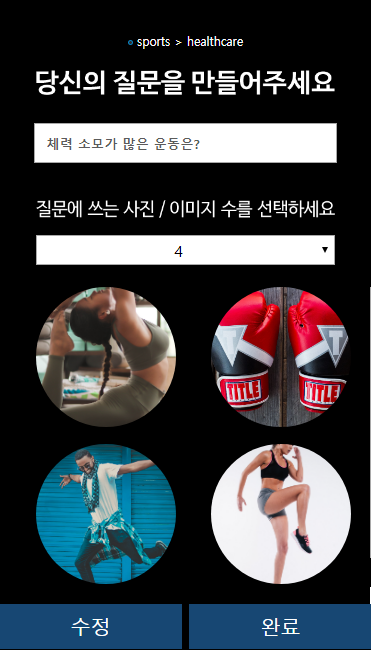 sports > healthcare
당신의 질문을 만들어주세요
체력 소모가 많은 운동은?
질문에 쓰는 사진 / 이미지 수를 선택하세요
4
TITLE TITLE
수정 완료